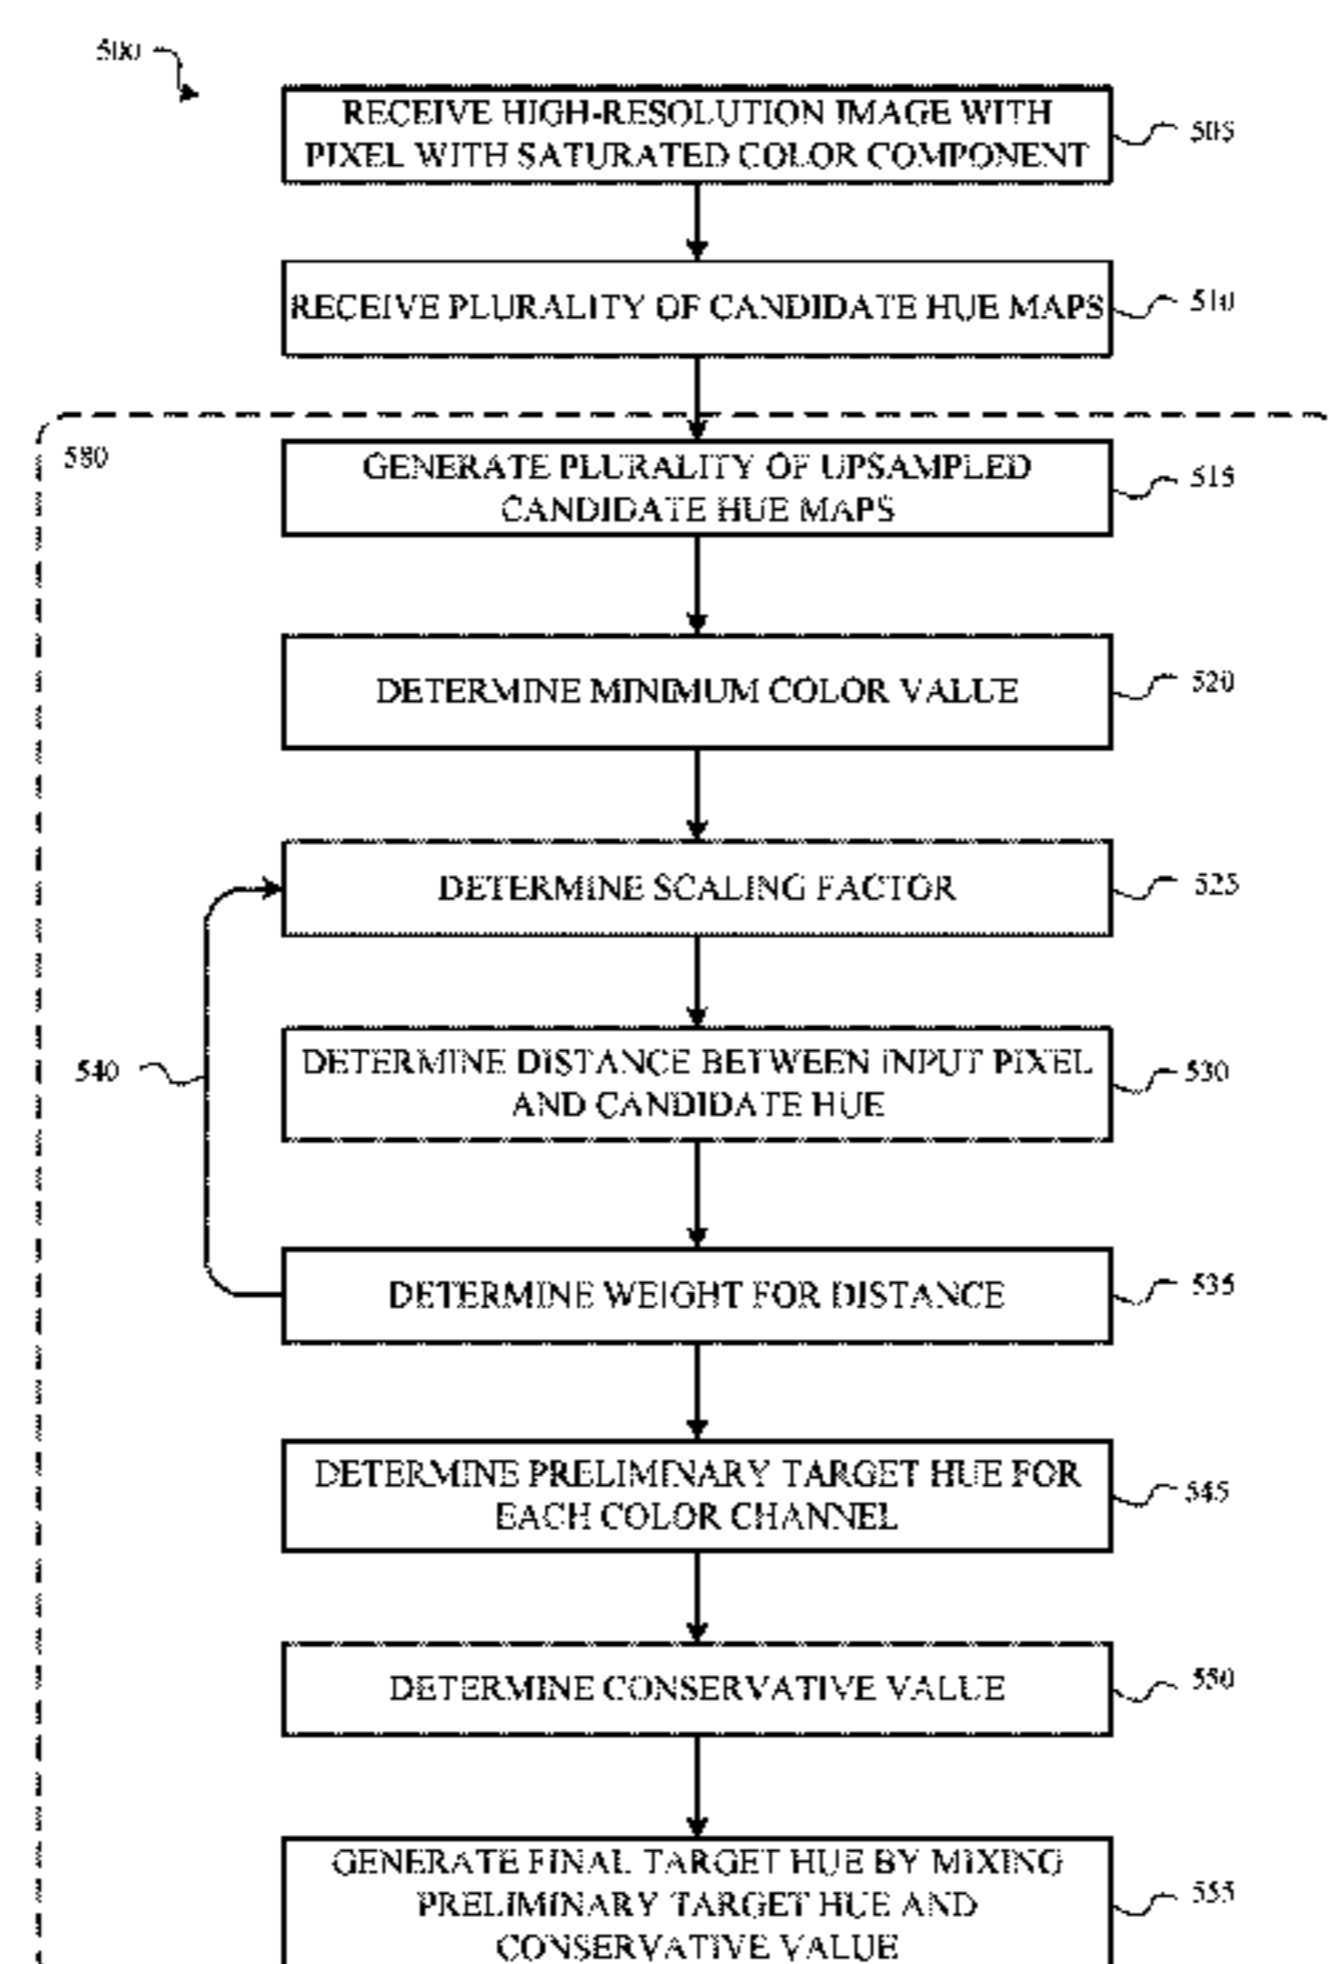 500
RECEIVE HIGH-RESOLUTION IMAGE WITH
PIXEL WITH SATURATED COLOR COMPONENT
505
RECEIVE PLURALITY OF CANDIDATE HUE MAPS
510
580
GENERATE PLURALITY OF UPSAMPLED
CANDIDATE HUE MAPS
515
DETERMINE MINIMUM COLOR VALUE
520
DETERMINE SCALING FACTOR
525
540
DETERMINE DISTANCE BETWEEN INPUT PIXEL
AND CANDIDATE HUE
530
DETERMINE WEIGHT FOR DISTANCE
535
DETERMINE PRELIMINARY TARGET HUE FOR
EACH COLOR CHANNEL
545
DETERMINE CONSERVATIVE VALUE
550
GENERATE FINAL TARGET HUE BY MIXING
PRELIMINARY TARGET HUE AND
CONSERVATIVE VALUE
555